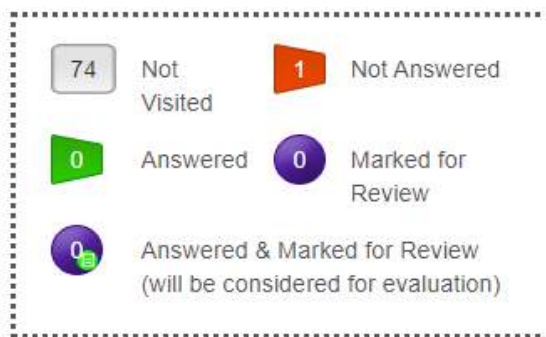 74 Not Visited 1 Not Answered
0 Answered 0 Marked for Review
0 Answered & Marked for Review
(will be considered for evaluation)